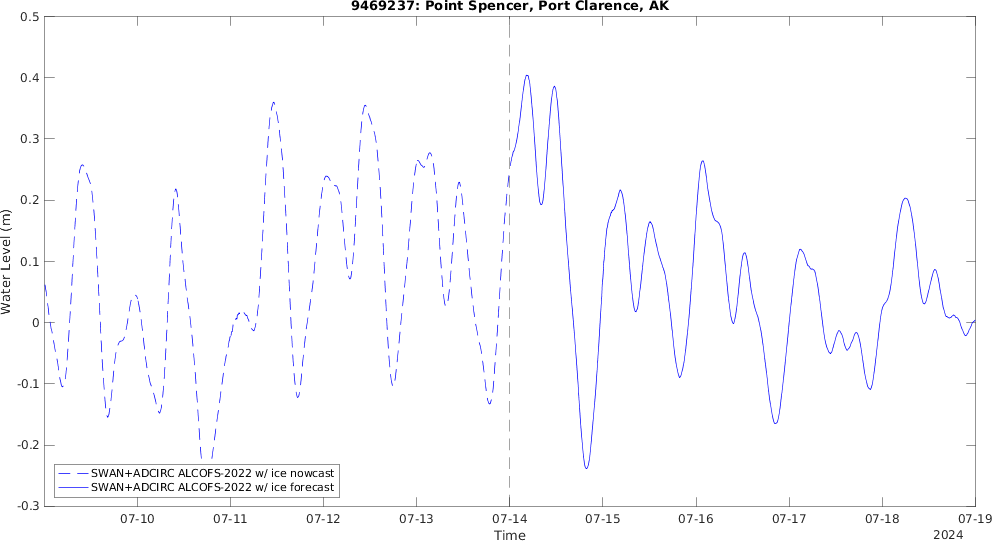 9469237: Point Spencer, Port Clarence, AK
0.5
0.4
0.3
0.2
0.1
0
-0.1
-0.2
-0.3
Water Level (m)
SWAN+ADCIRC ALCOFS-2022 w/ ice nowcast
SWAN+ADCIRC ALCOFS-2022 w/ ice forecast
07-10 07-11 07-12 07-13 07-14 07-15 07-16 07-17 07-18 07-19
Time
2024